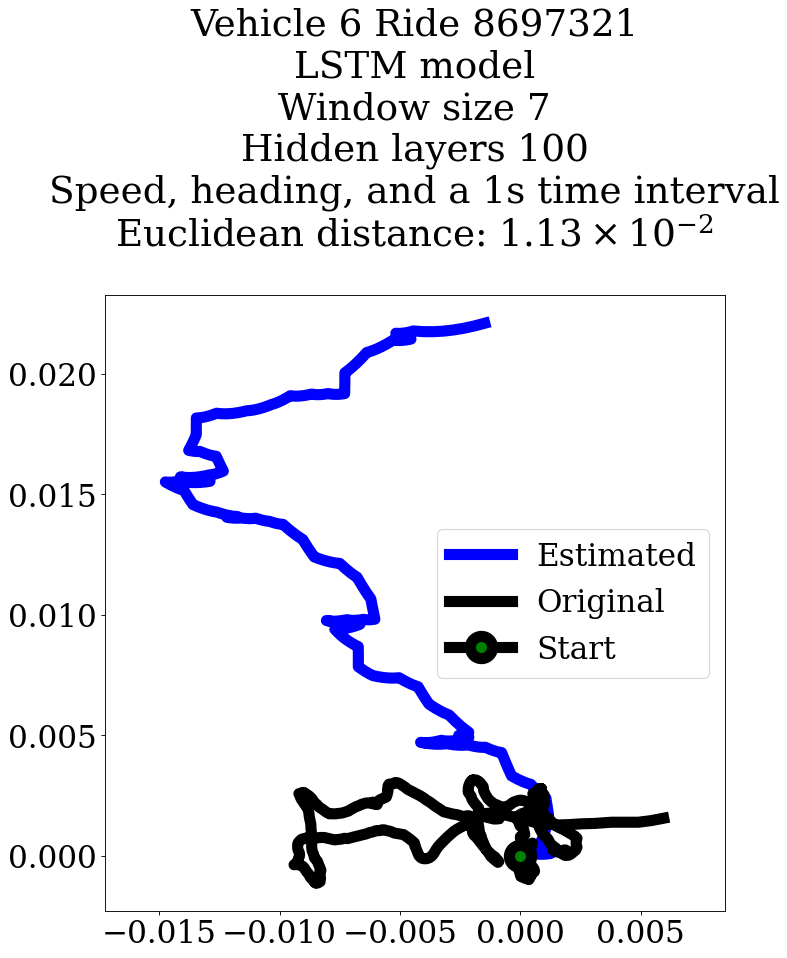 Vehicle 6 Ride 8697321
LSTM model
Window size 7
Hidden layers 100
Speed, heading, and a 1s time interval
Euclidean distance: 1.13 × 10⁻²
0.020
0.015
0.010
0.005
0.000
Estimated
Original
Start
−0.015 −0.010 −0.005 0.000 0.005